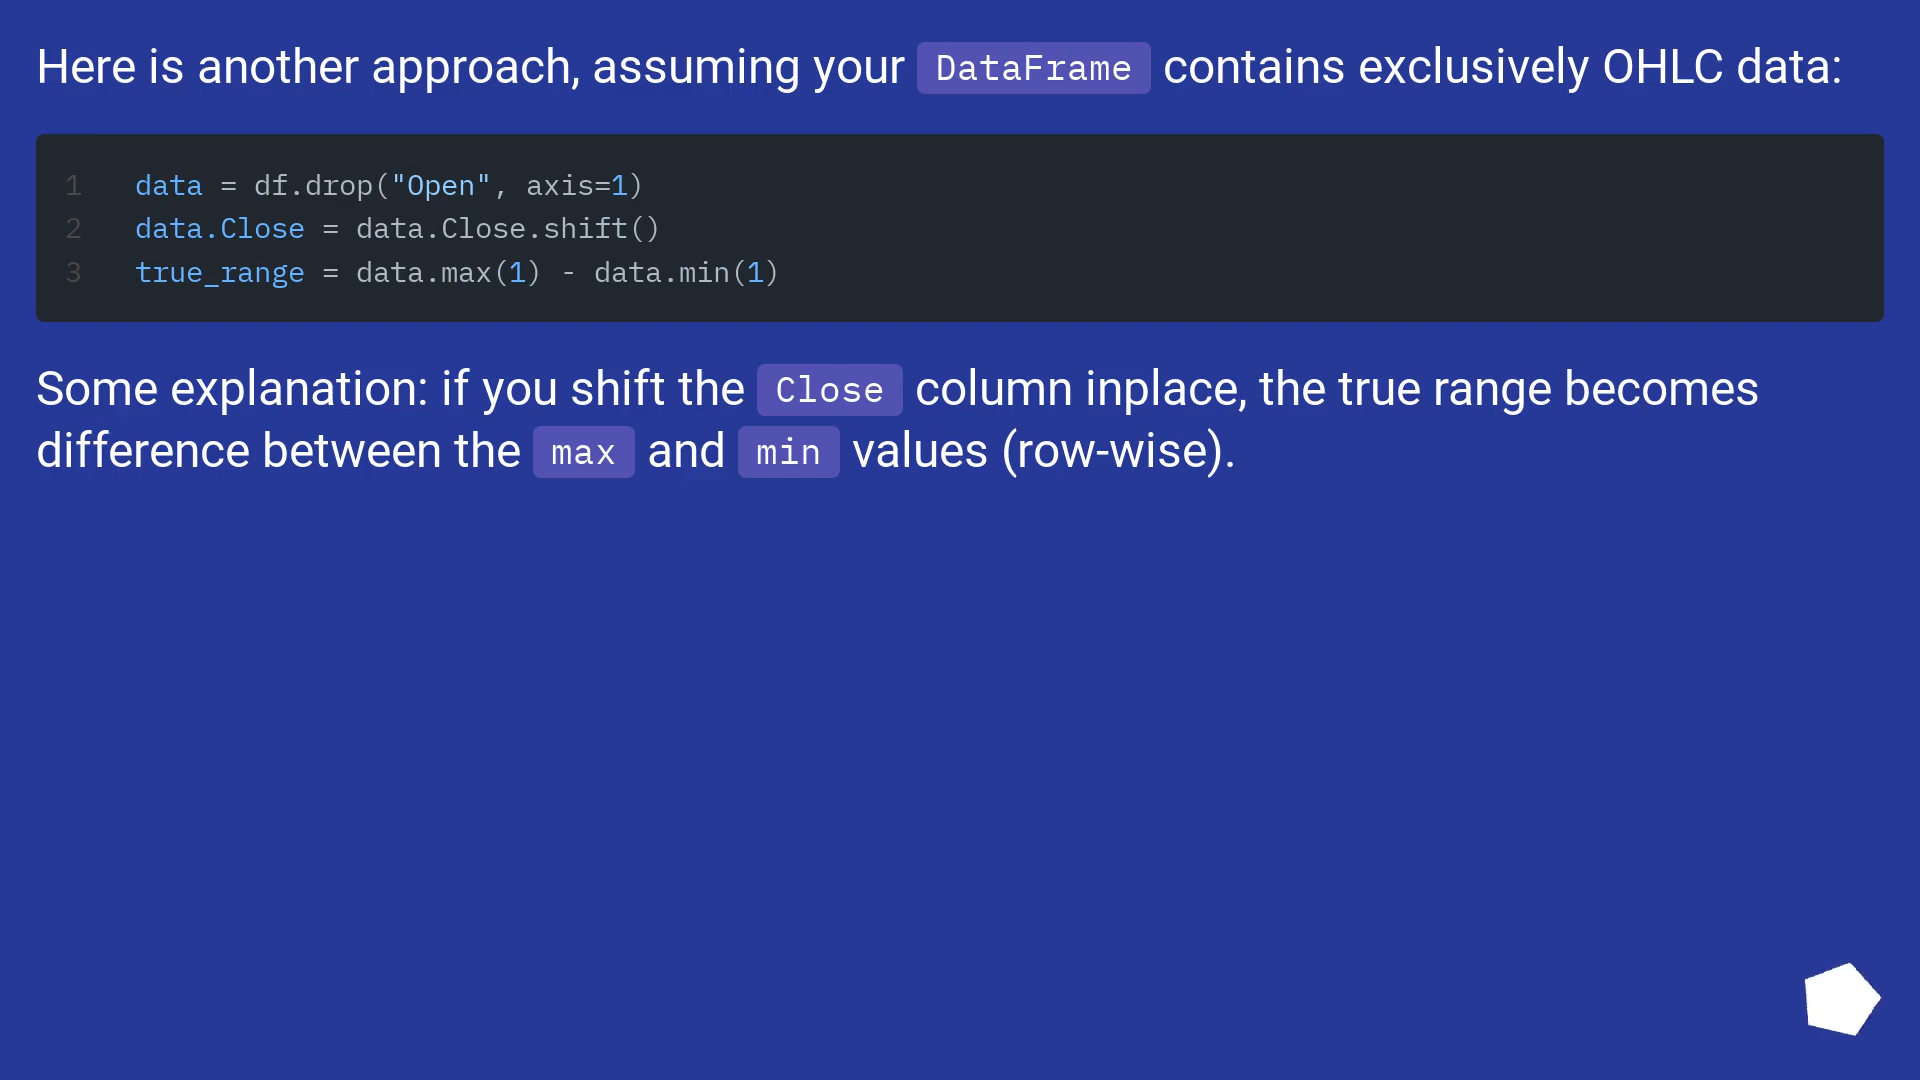 Here is another approach, assuming your DataFrame contains exclusively OHLC data:
1 data = df.drop("Open", axis=1)
2 data.Close = data.Close.shift()
3 true_range = data.max(1) - data.min(1)
Some explanation: if you shift the Close column inplace, the true range becomes
difference between the max and min values (row-wise).